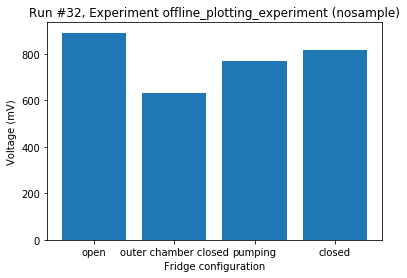 Run #32, Experiment offline_plotting_experiment (nosample)
800
600
400
200
0
Voltage (mV)
open
outer chamber closed
pumping
closed
Fridge configuration